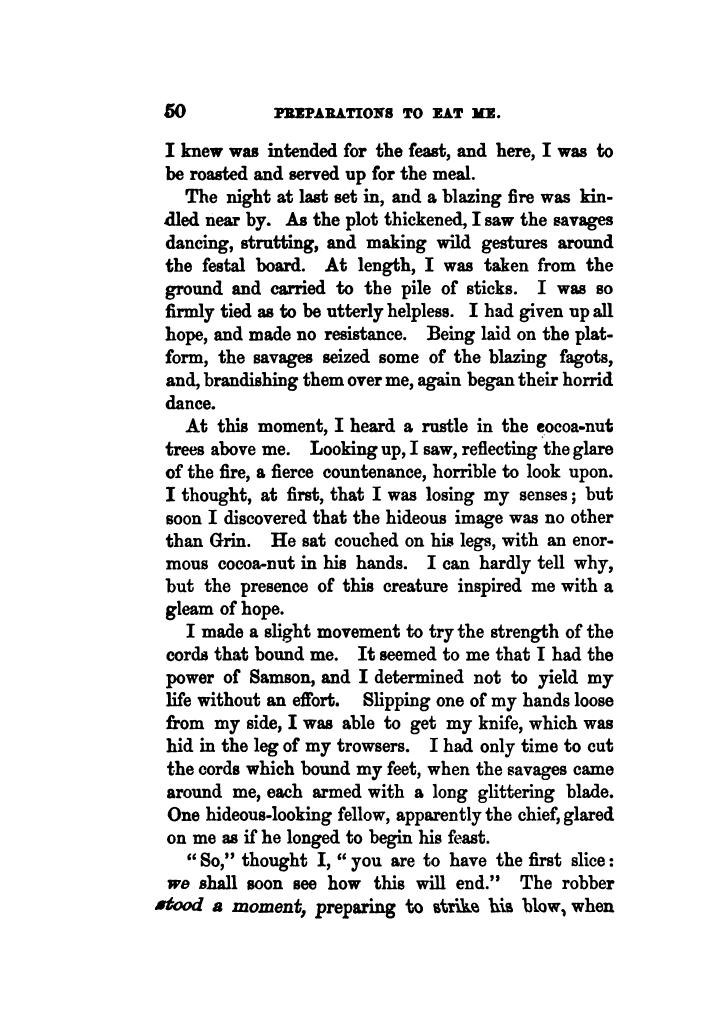 50 PREPARATIONS TO EAT ME.
I knew was intended for the feast, and here, I was to
be roasted and served up for the meal.
The night at last set in, and a blazing fire was kin-
dled near by. As the plot thickened, I saw the savages
dancing, strutting, and making wild gestures around
the festal board. At length, I was taken from the
ground and carried to the pile of sticks. I was so
firmly tied as to be utterly helpless. I had given up all
hope, and made no resistance. Being laid on the plat-
form, the savages seized some of the blazing fagots,
and, brandishing them over me, again began their horrid
dance.
At this moment, I heard a rustle in the cocoa-nut
trees above me. Looking up, I saw, reflecting the glare
of the fire, a fierce countenance, horrible to look upon.
I thought, at first, that I was losing my senses; but
soon I discovered that the hideous image was no other
than Grin. He sat couched on his legs, with an enor-
mous cocoa-nut in his hands. I can hardly tell why,
but the presence of this creature inspired me with a
gleam of hope.
I made a slight movement to try the strength of the
cords that bound me. It seemed to me that I had the
power of Samson, and I determined not to yield my
life without an effort. Slipping one of my hands loose
from my side, I was able to get my knife, which was
hid in the leg of my trowsers. I had only time to cut
the cords which bound my feet, when the savages came
around me, each armed with a long glittering blade.
One hideous-looking fellow, apparently the chief, glared
on me as if he longed to begin his feast.
"So," thought I, "you are to have the first slice:
we shall soon see how this will end." The robber
stood a moment, preparing to strike his blow, when